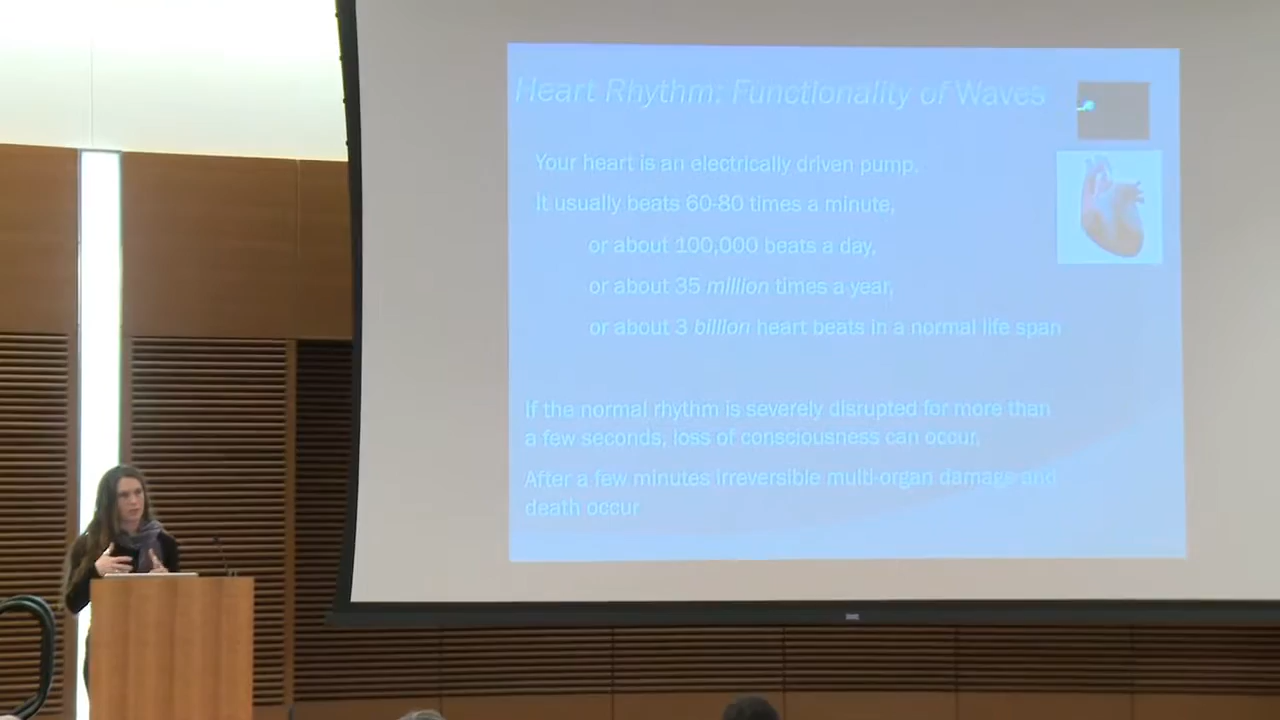 Heart Rhythm: Functionality of Waves
Your heart is an electrically driven pump.
It usually beats 60-80 times a minute,
or about 100,000 beats a day,
or about 35 million times a year,
or about 3 billion heart beats in a normal life span
If the normal rhythm is severely disrupted for more than
a few seconds, loss of consciousness can occur.
After a few minutes irreversible multi-organ damage and
death occur